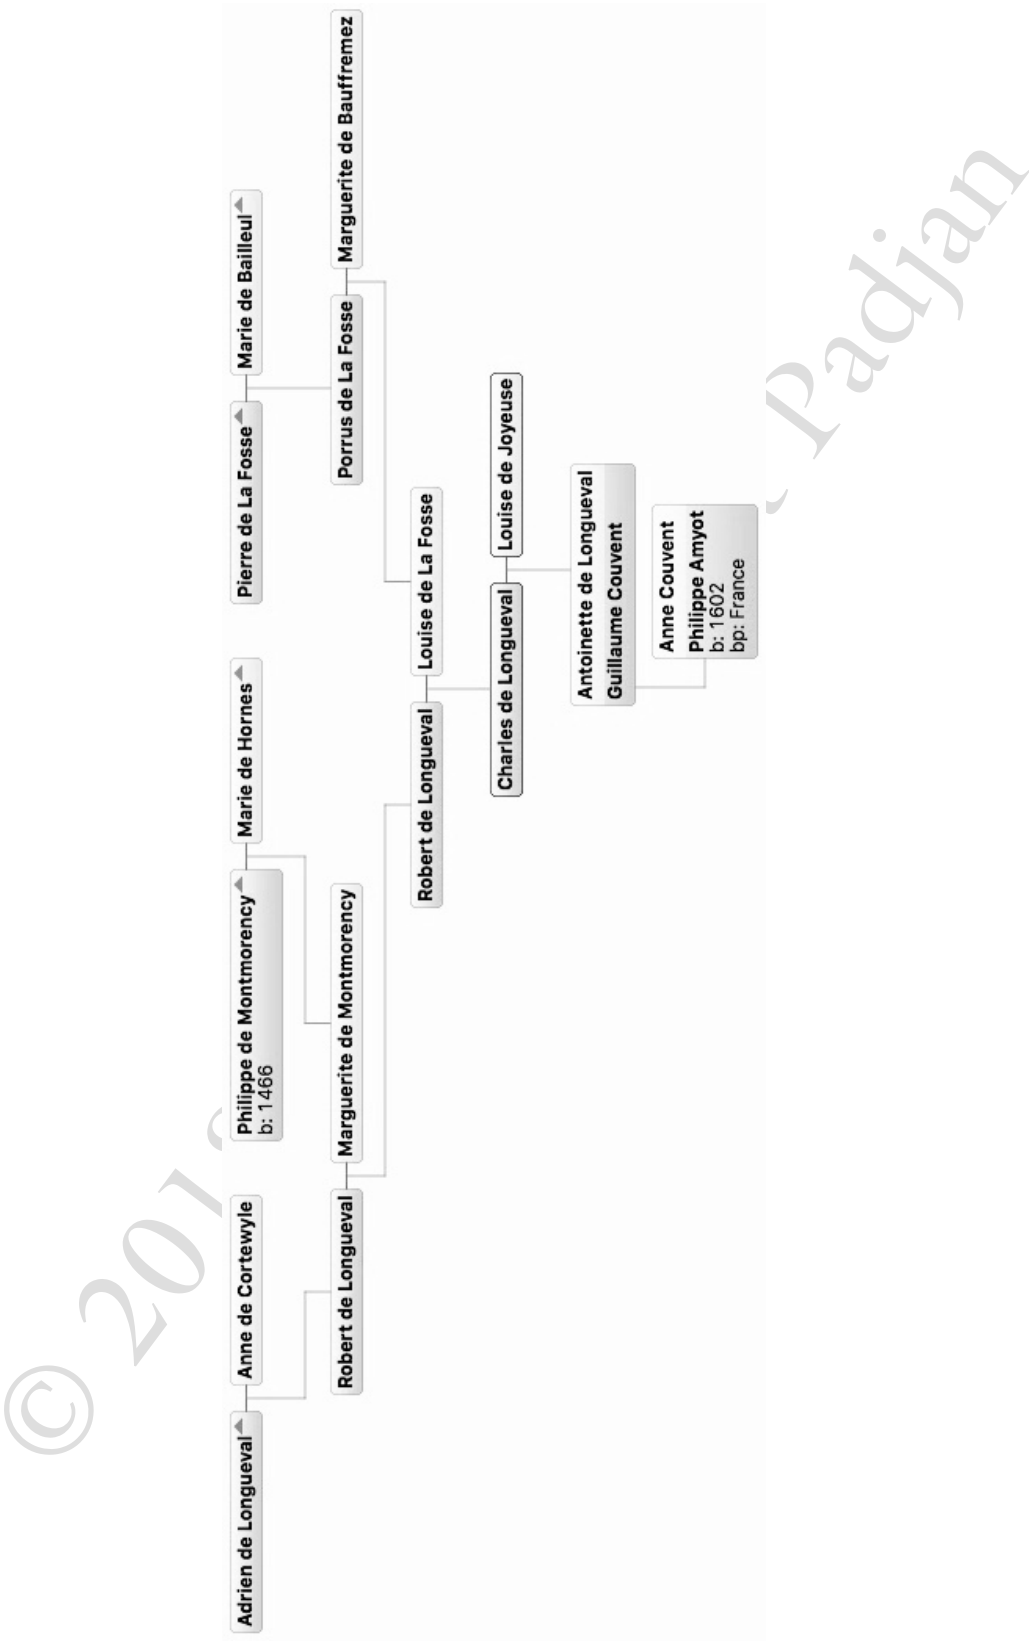 Adrien de Longueval
Anne de Cortewyle
Philippe de Montmorency
b: 1466
Marie de Hornes
Pierre de La Fosse
Marie de Bailleul
Robert de Longueval
Marguerite de Montmorency
Porrus de La Fosse
Marguerite de Bauffremez
Robert de Longueval
Louise de La Fosse
Charles de Longueval
Louise de Joyeuse
Antoinette de Longueval
Guillaume Couvent
Anne Couvent
Philippe Amyot
b: 1602
bp: France
Padjan